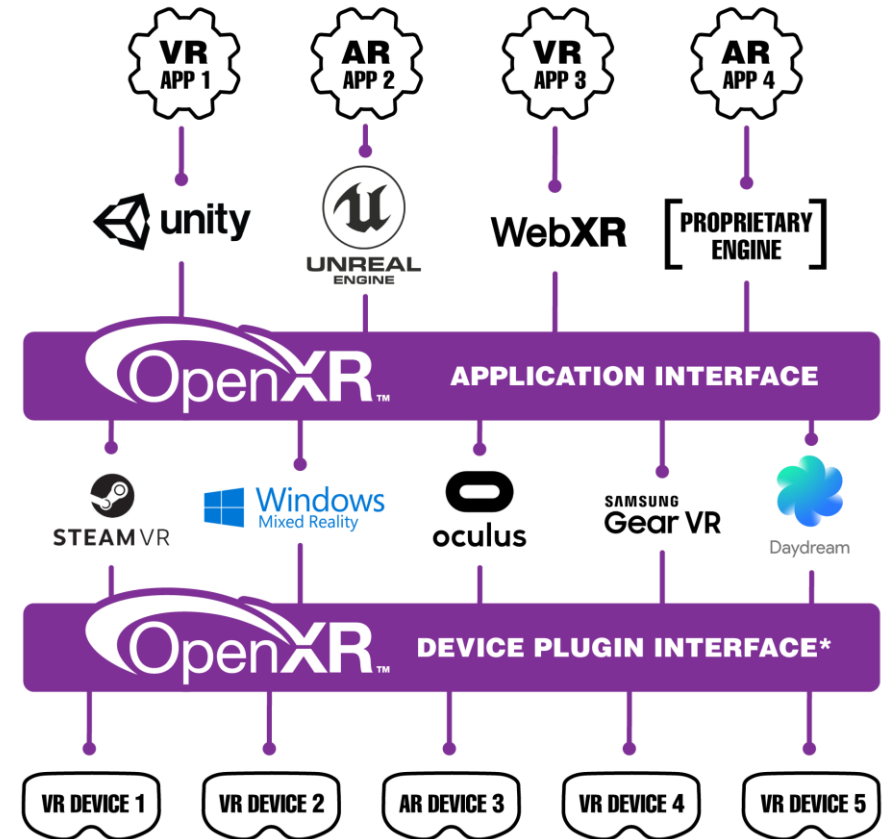 VR
APP 1
AR
APP 2
VR
APP 3
AR
APP 4
unity
UNREAL
ENGINE
WebXR
[PROPRIETARY
ENGINE]
OpenXR™ APPLICATION INTERFACE
STEAM VR
Windows
Mixed Reality
oculus
SAMSUNG
Gear VR
Daydream
OpenXR™ DEVICE PLUGIN INTERFACE*
VR DEVICE 1
VR DEVICE 2
AR DEVICE 3
VR DEVICE 4
VR DEVICE 5